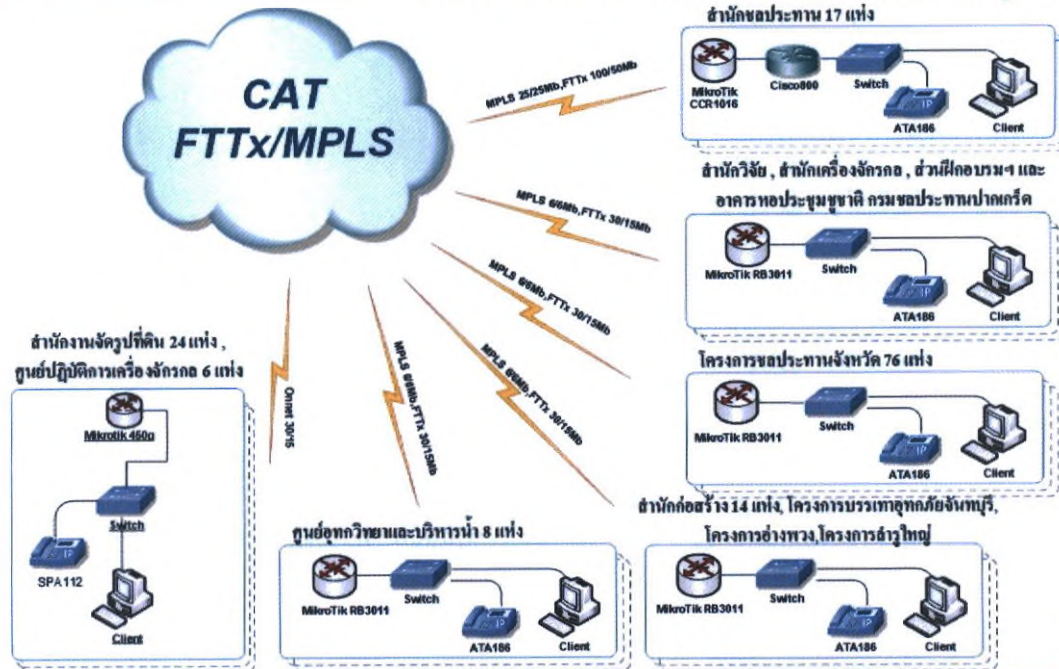 สำนักชลประทาน 17 แห่ง
CAT
FTTx/MPLS
MPLS 25/25Mb,FTTx 100/50Mb
MikroTik
CCR1016
Cisco800
Switch
ATA186
Client
สำนักวิจัย , สำนักเครื่องจักรกล , ส่วนฝึกอบรมฯ และ
อาคารหอประชุมชูชาติ กรมชลประทานปากเกร็ด
MPLS 6/6Mb,FTTx 30/15Mb
MikroTik RB3011
Switch
IP
ATA186
Client
MPLS 6/6Mb,FTTx 30/15Mb
โครงการชลประทานจังหวัด 76 แห่ง
MikroTik RB3011
Switch
IP
ATA186
Client
สำนักงานจัดรูปที่ดิน 24 แห่ง ,
ศูนย์ปฏิบัติการเครื่องจักรกล 6 แห่ง
Mikrotik 450g
Switch
SPA112
Client
Onnet 30/15
MPLS 6/6Mb,FTTx 30/15Mb
MPLS 6/6Mb,FTTx 30/15Mb
ศูนย์อุทกวิทยาและบริหารน้ำ 8 แห่ง
MikroTik RB3011
Switch
IP
ATA186
Client
สำนักก่อสร้าง 14 แห่ง, โครงการบรรเทาอุทกภัยจันทบุรี,
โครงการอ่างพวง,โครงการลำรูใหญ่
MikroTik RB3011
Switch
IP
ATA186
Client